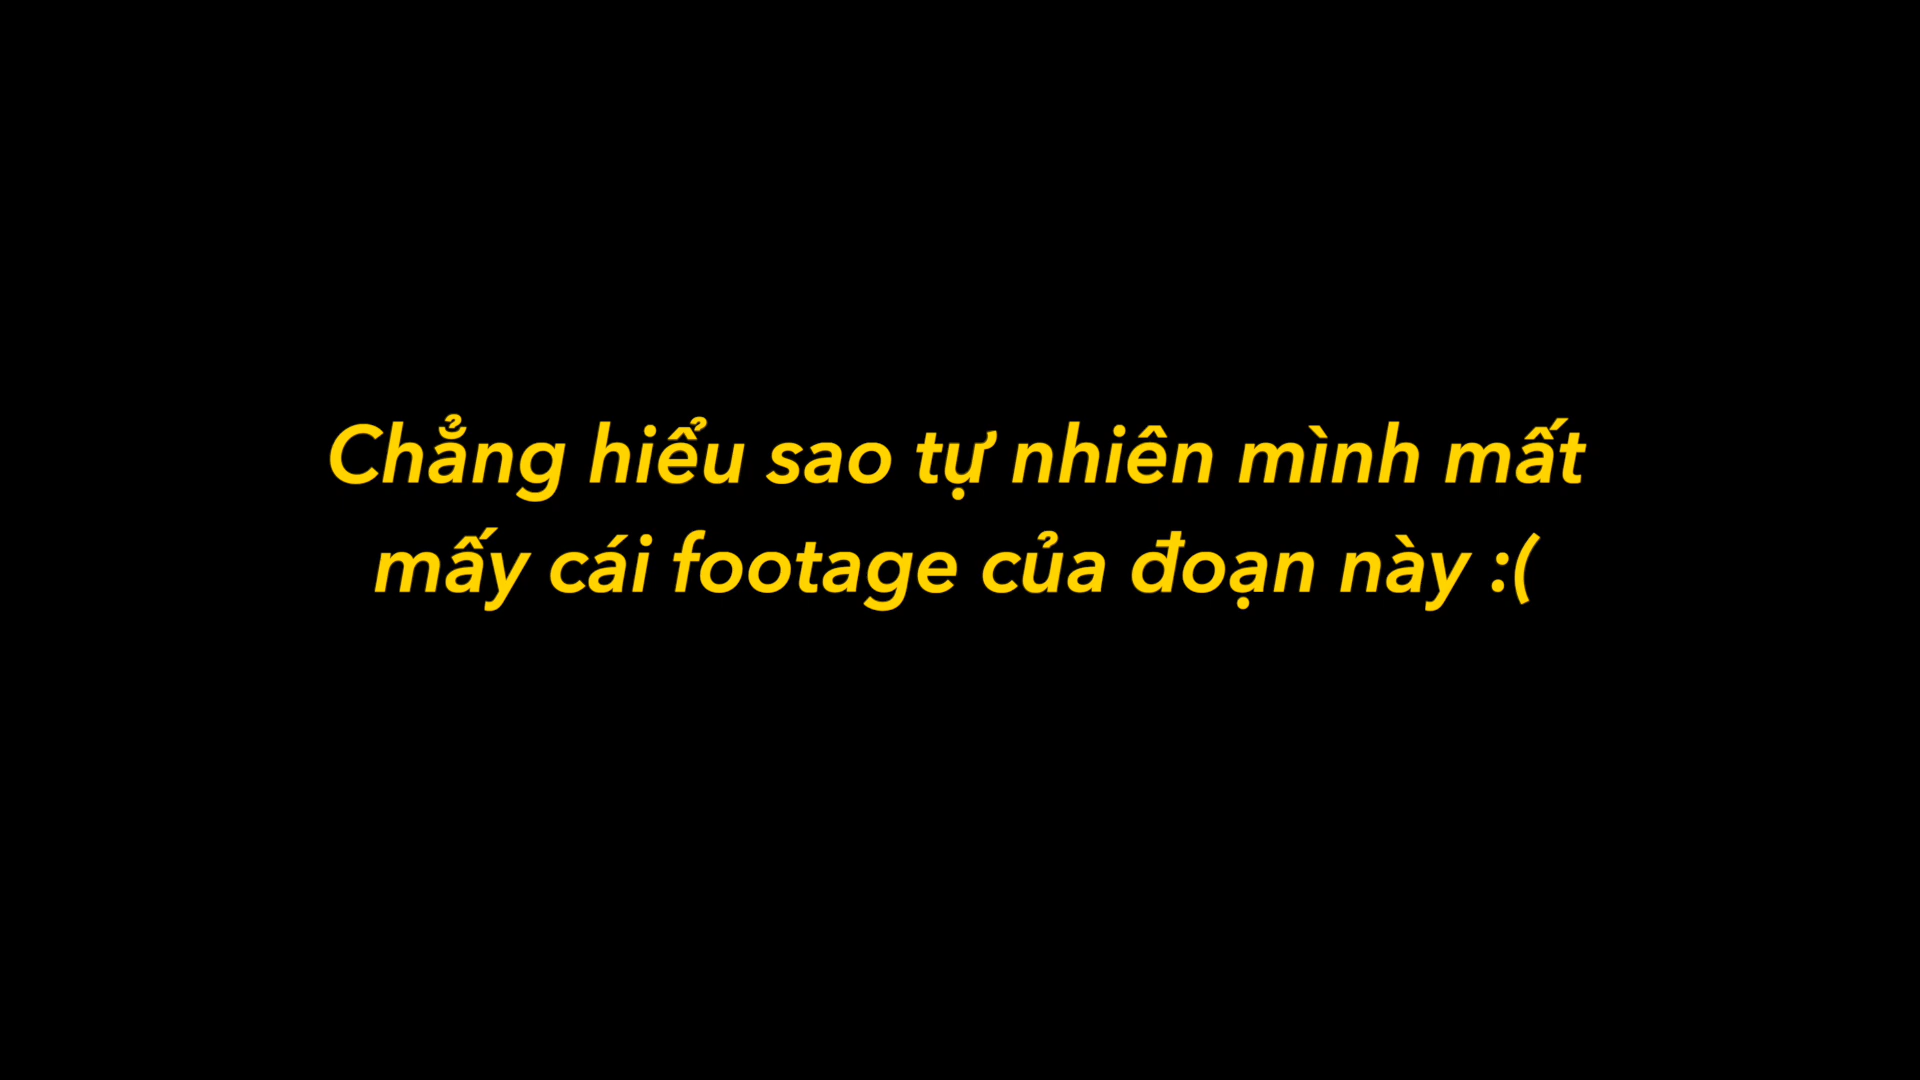 Chẳng hiểu sao tự nhiên mình mất
mấy cái footage của đoạn này :(